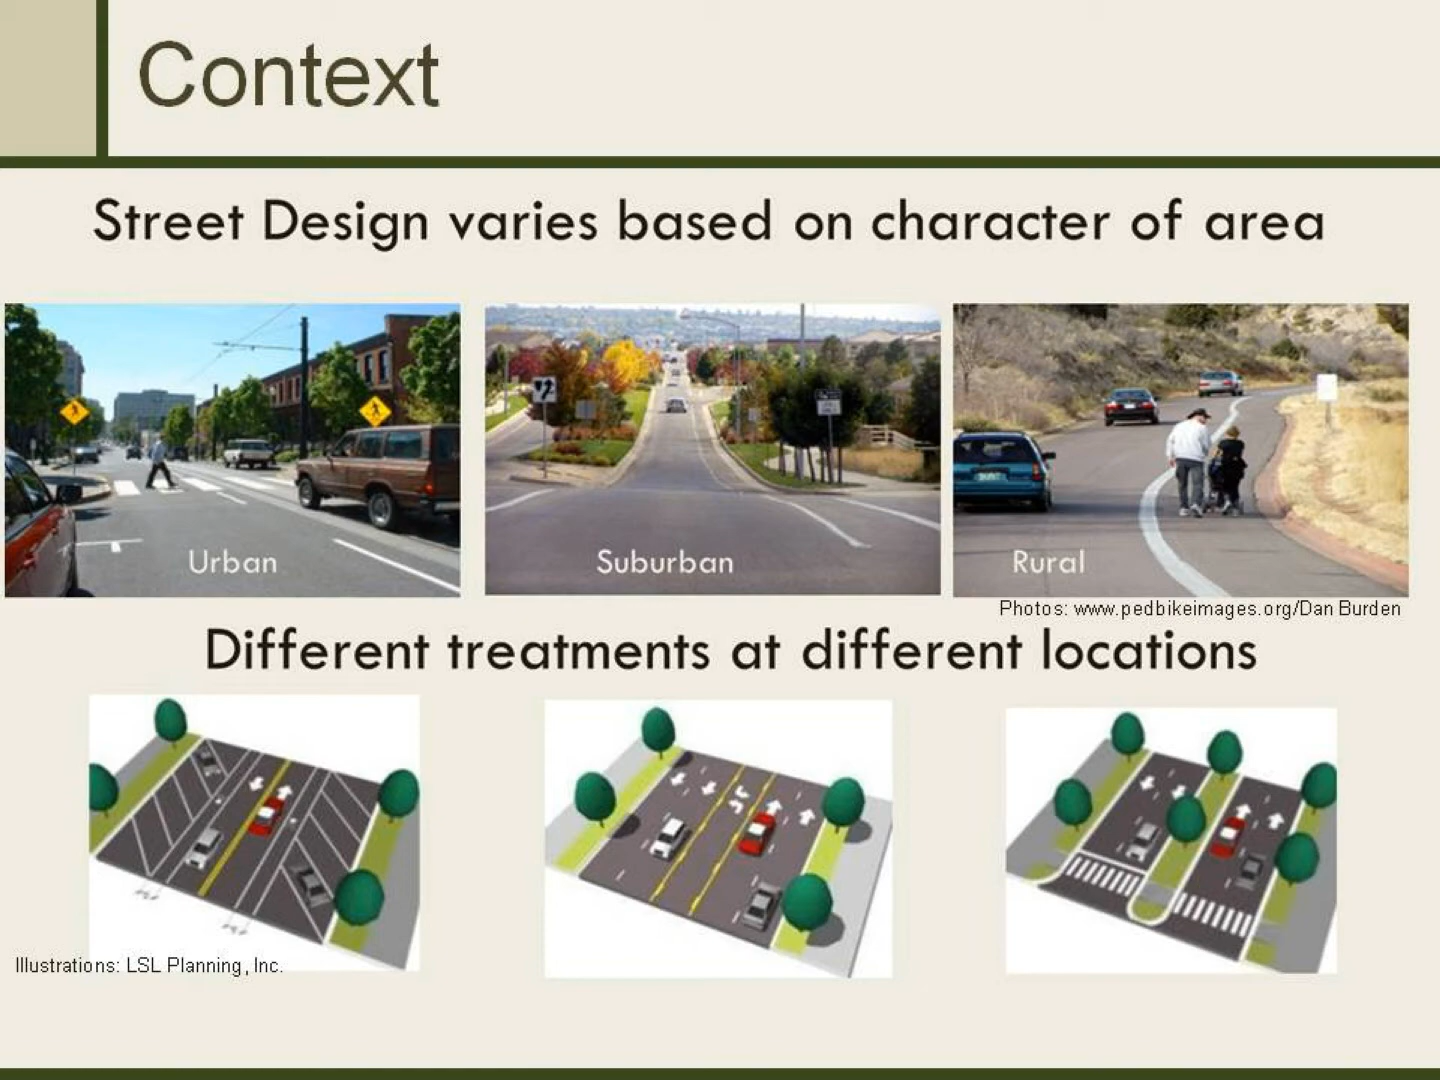 Context
Street Design varies based on character of area
Urban
Suburban
Rural
Photos: www.pedbikeimages.org/Dan Burden
Different treatments at different locations
Illustrations: LSL Planning, Inc.